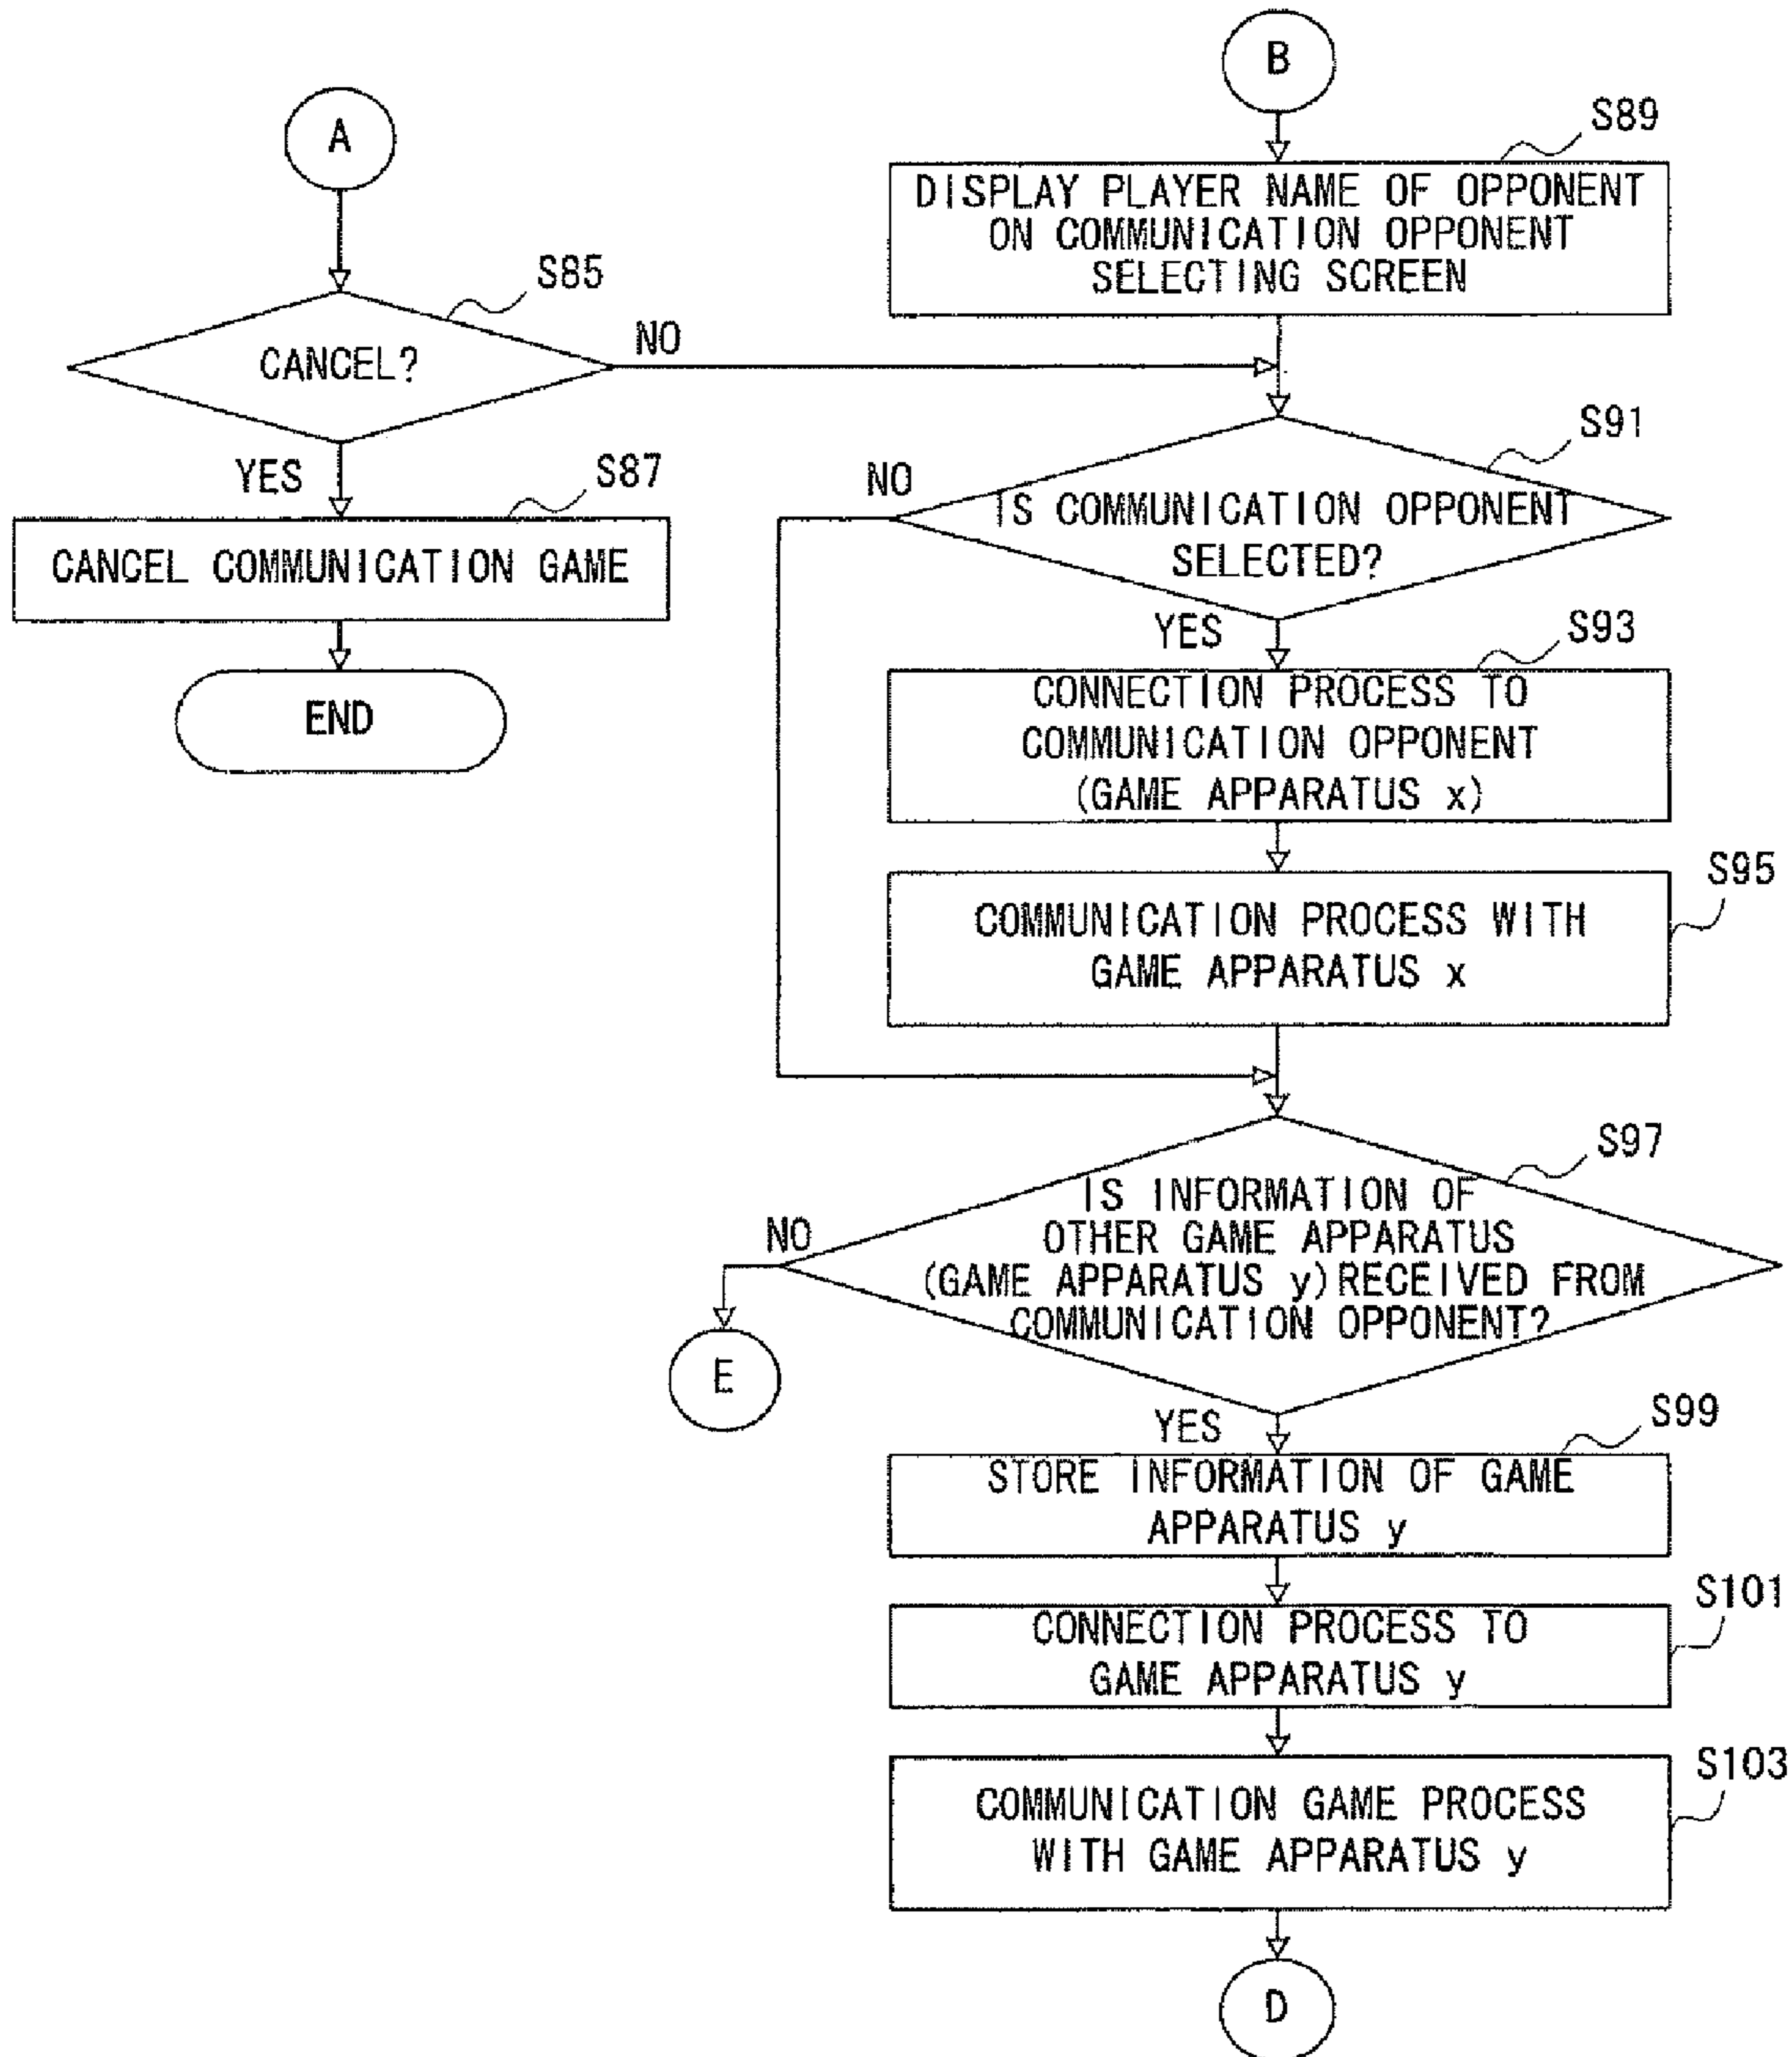 A
S85
CANCEL?
NO
YES
S87
CANCEL COMMUNICATION GAME
END
B
S89
DISPLAY PLAYER NAME OF OPPONENT
ON COMMUNICATION OPPONENT
SELECTING SCREEN
S91
NO
IS COMMUNICATION OPPONENT
SELECTED?
YES
S93
CONNECTION PROCESS TO
COMMUNICATION OPPONENT
(GAME APPARATUS x)
S95
COMMUNICATION PROCESS WITH
GAME APPARATUS x
S97
NO
IS INFORMATION OF
OTHER GAME APPARATUS
(GAME APPARATUS y) RECEIVED FROM
COMMUNICATION OPPONENT?
E
YES
S99
STORE INFORMATION OF GAME
APPARATUS y
S101
CONNECTION PROCESS TO
GAME APPARATUS y
S103
COMMUNICATION GAME PROCESS
WITH GAME APPARATUS y
D